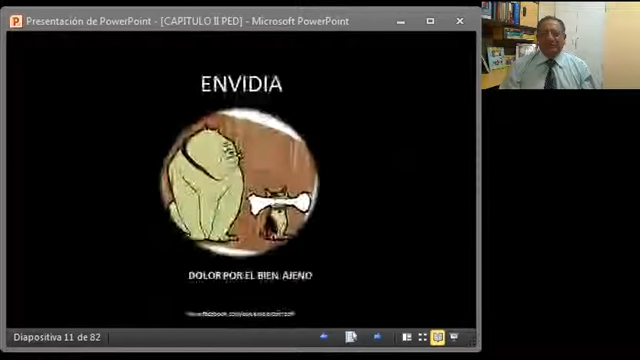 Presentación de PowerPoint - [CAPITULO II PED] - Microsoft PowerPoint
ENVIDIA
DOLOR POR EL BIEN AJENO
Diapositiva 11 de 82